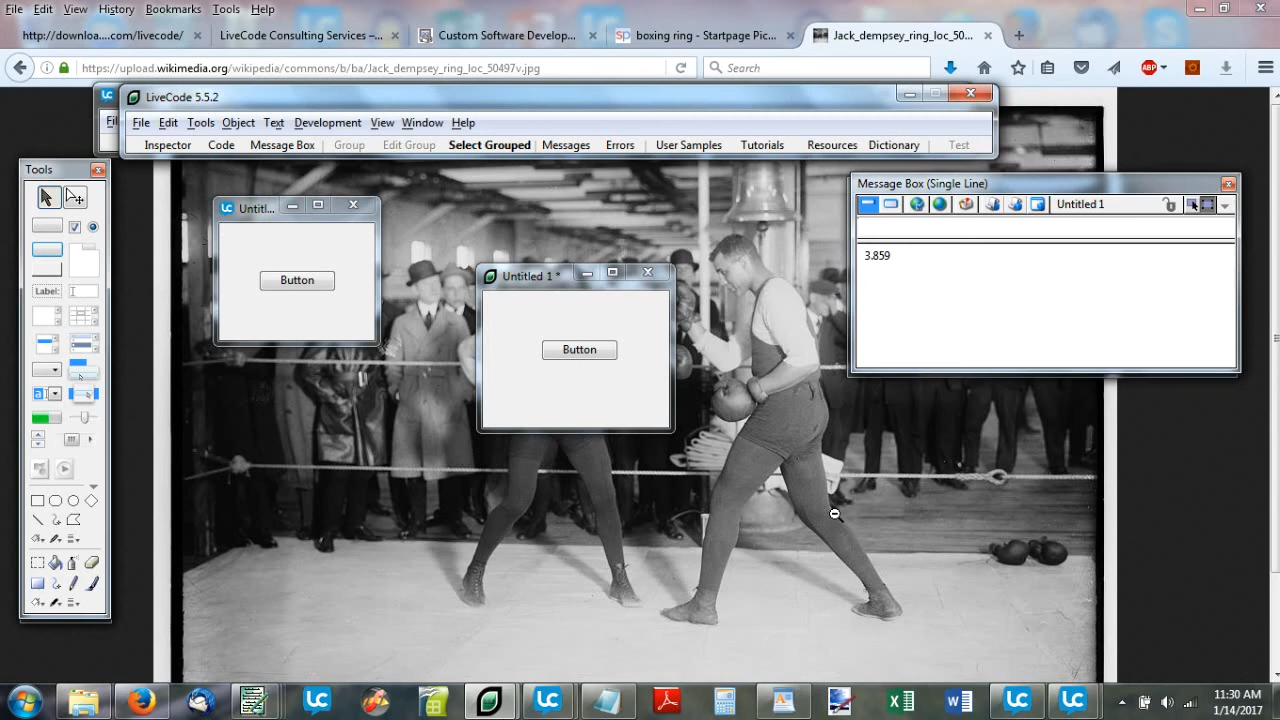 File Edit View History Bookmarks Tools Help
http://downloa....com/livecode/ LiveCode Consulting Services –... Custom Software Develop... boxing ring - Startpage Pic... Jack_dempsey_ring_loc_50...
https://upload.wikimedia.org/wikipedia/commons/b/ba/Jack_dempsey_ring_loc_50497v.jpg Search ABP
LiveCode 5.5.2
File Edit Tools Object Text Development View Window Help
Inspector Code Message Box Group Edit Group Select Grouped Messages Errors User Samples Tutorials Resources Dictionary Test
Tools
Label:
Untitl...
Button
Untitled 1 *
Button
Message Box (Single Line)
Untitled 1
3.859
11:30 AM
1/14/2017